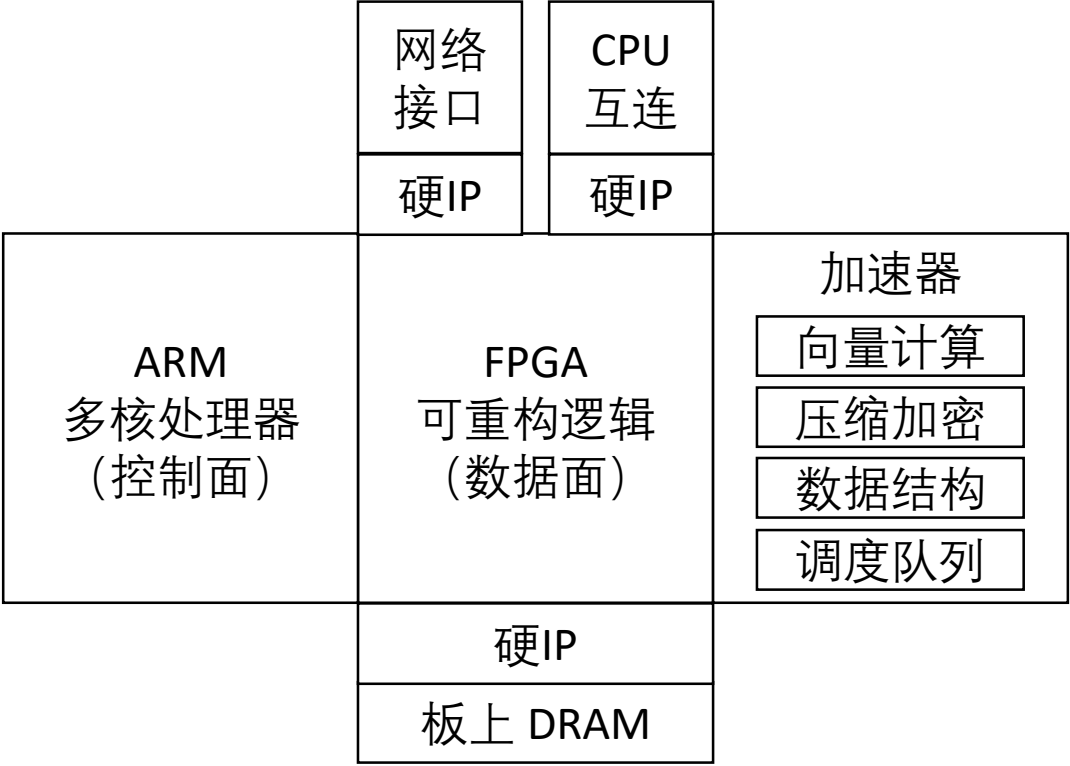 网络
接口
CPU
互连
硬IP
硬IP
ARM
多核处理器
（控制面）
FPGA
可重构逻辑
（数据面）
加速器
向量计算
压缩加密
数据结构
调度队列
硬IP
板上 DRAM